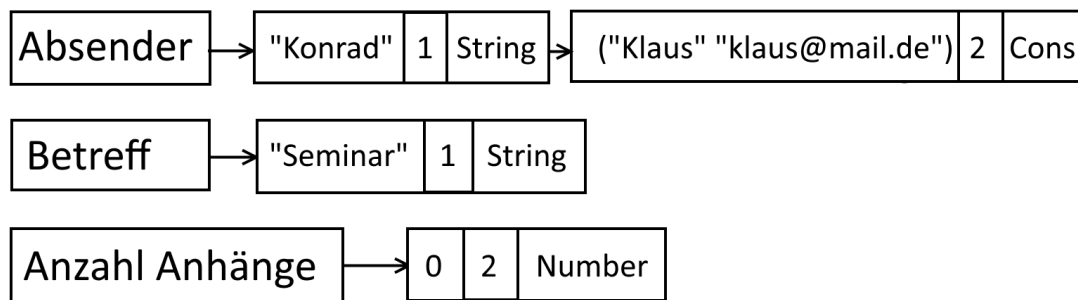 Absender "Konrad" 1 String ("Klaus" "klaus@mail.de") 2 Cons
Betreff "Seminar" 1 String
Anzahl Anhänge 0 2 Number